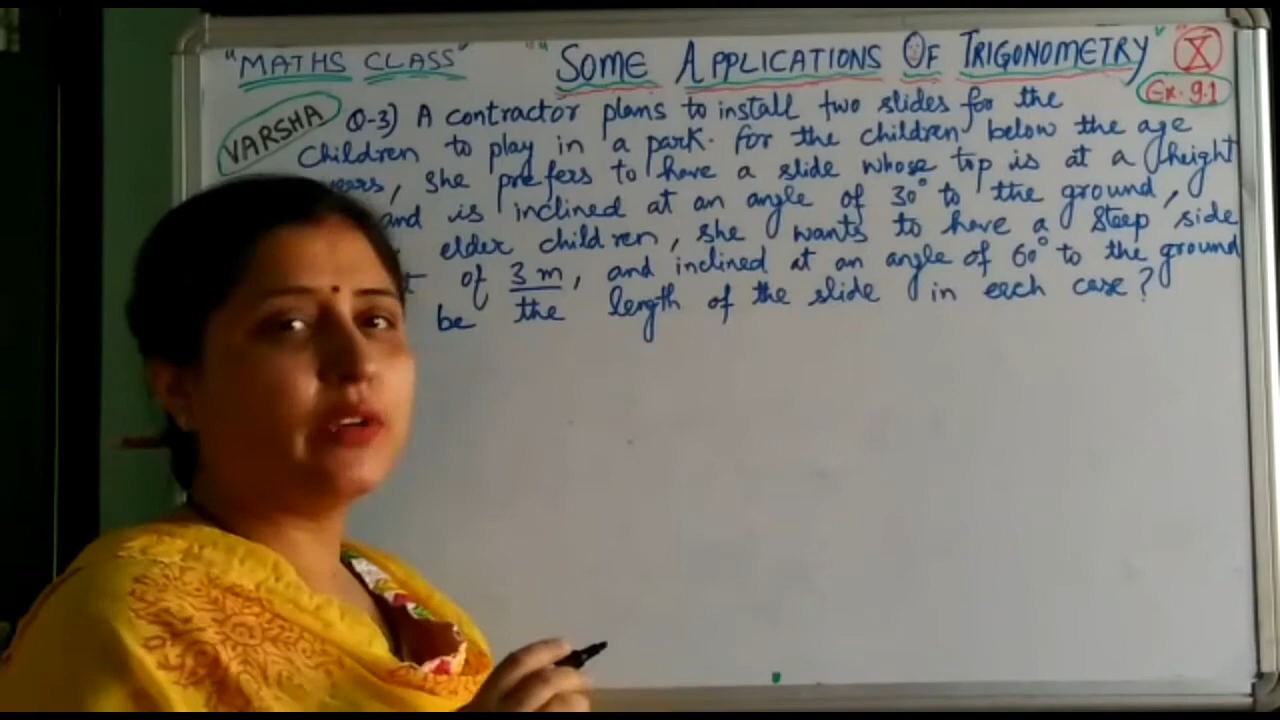 "MATHS CLASS" "" SOME APPLICATIONS OF TRIGONOMETRY" "X
Ex. 9.1
VARSHA
Q-3) A contractor plans to install two slides for the
children to play in a park. For the children below the age
years, she prefers to have a slide whose top is at a height
and is inclined at an angle of 30° to the ground,
elder children, she wants to have a steep side
of 3 m, and inclined at an angle of 60° to the ground
be the length of the slide in each case?